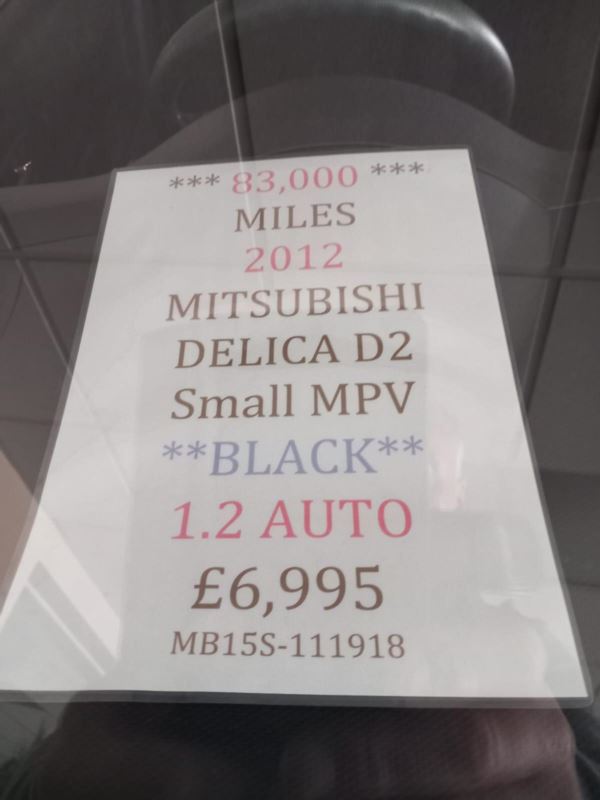 *** 83,000 ***
MILES
2012
MITSUBISHI
DELICA D2
Small MPV
**BLACK**
1.2 AUTO
£6,995
MB15S-111918